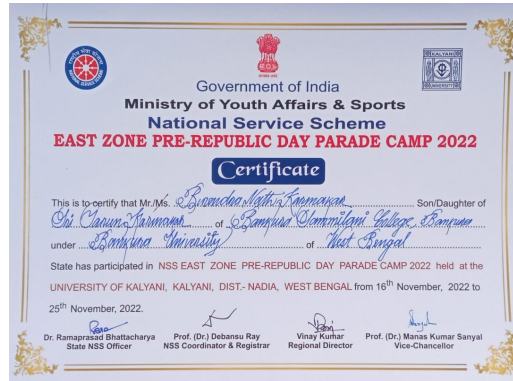 KALYANI
UNIVERSITY
Government of India
Ministry of Youth Affairs & Sports
National Service Scheme
EAST ZONE PRE-REPUBLIC DAY PARADE CAMP 2022
Certificate
This is to certify that Mr./Ms. Birendra Nath Karmakar Son/Daughter of
Sri Tarun Karmakar of Bankura Sammilani College, Bankura
under Bankura University of West Bengal
State has participated in NSS EAST ZONE PRE-REPUBLIC DAY PARADE CAMP 2022 held at the
UNIVERSITY OF KALYANI, KALYANI, DIST.- NADIA, WEST BENGAL from 16th November, 2022 to
25th November, 2022.
Dr. Ramaprasad Bhattacharya Prof. (Dr.) Debansu Ray Vinay Kumar Prof. (Dr.) Manas Kumar Sanyal
State NSS Officer NSS Coordinator & Registrar Regional Director Vice-Chancellor